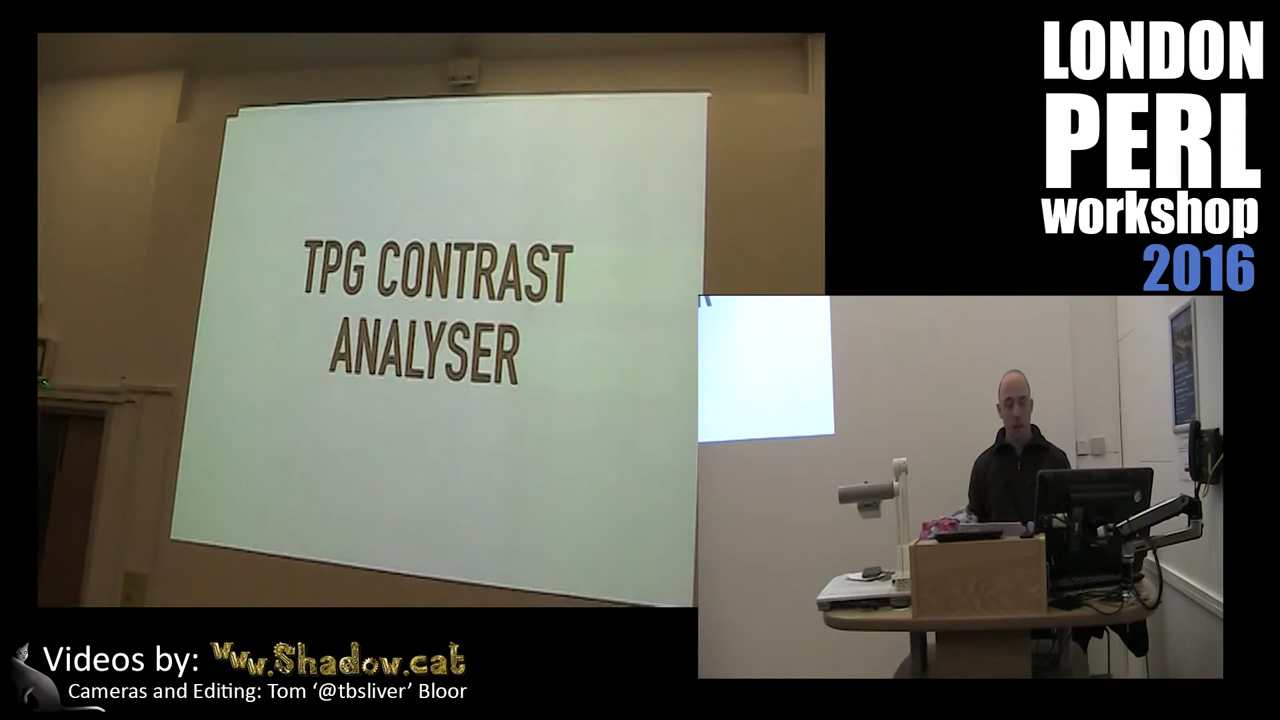 LONDON
PERL
workshop
2016
TPG CONTRAST
ANALYSER
Videos by: Www.Shadow.cat
Cameras and Editing: Tom ‘@tbsliver’ Bloor